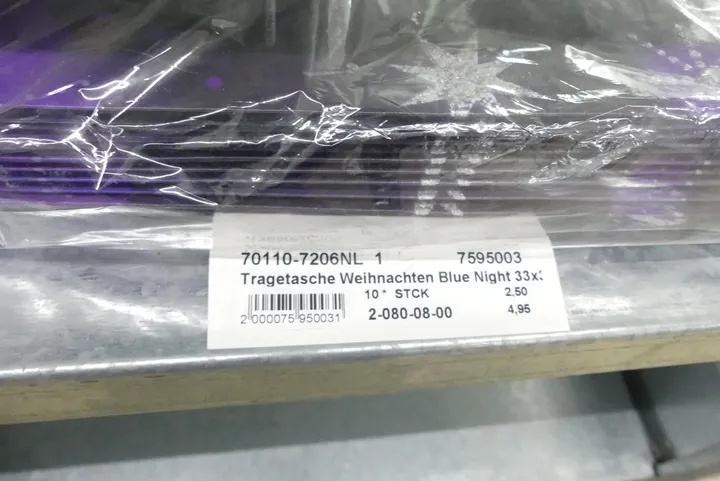 70110-7206NL 1 7595003
Tragetasche Weihnachten Blue Night 33x3
10* STCK 2,50
2 000075 950031 2-080-08-00 4,95